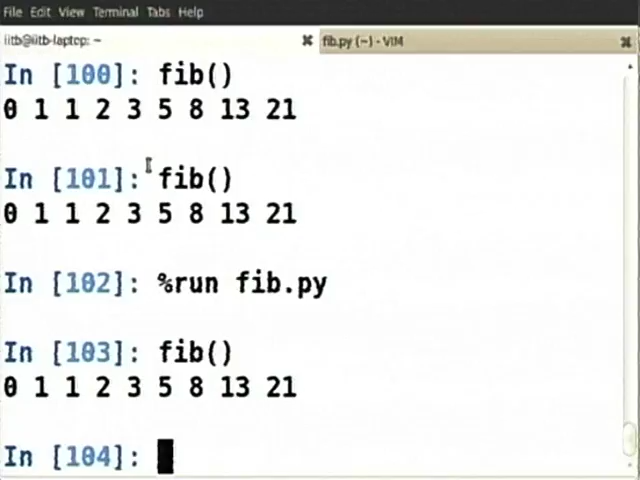 File Edit View Terminal Tabs Help
iitb@iitb-laptop: ~ fib.py (~) - VIM
In [100]: fib()
0 1 1 2 3 5 8 13 21
In [101]: fib()
0 1 1 2 3 5 8 13 21
In [102]: %run fib.py
In [103]: fib()
0 1 1 2 3 5 8 13 21
In [104]: